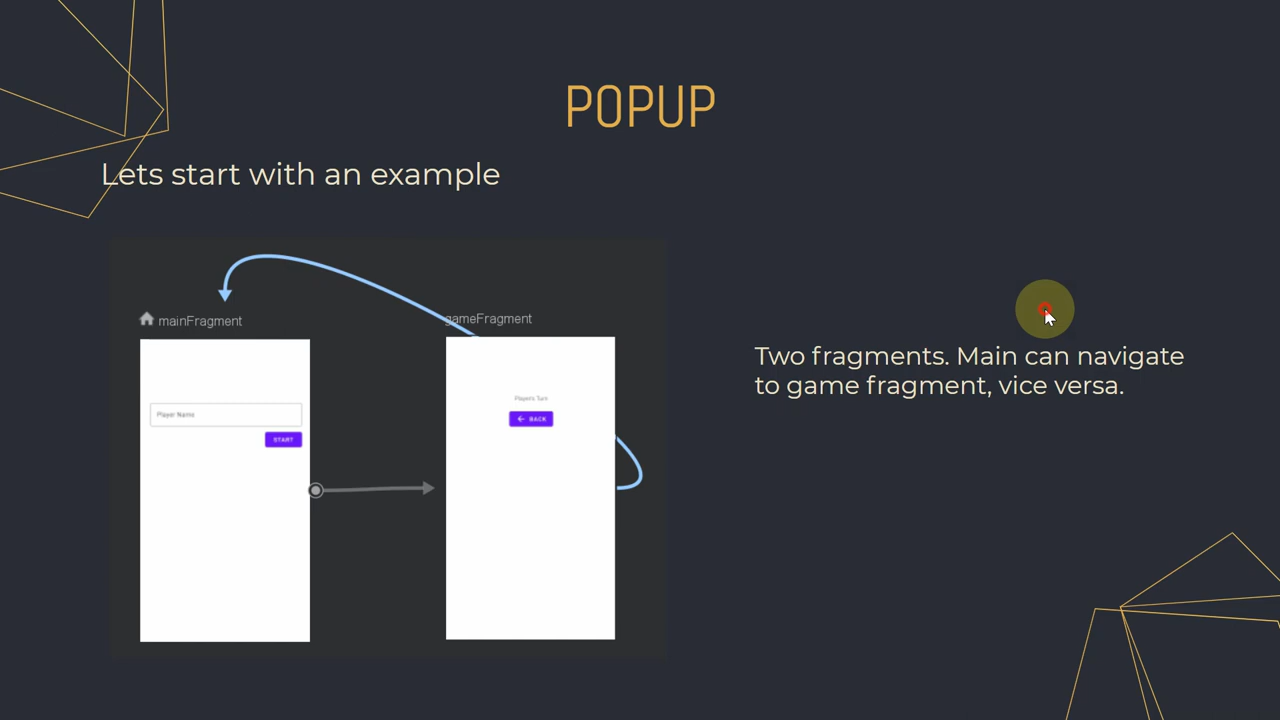 POPUP
Lets start with an example
mainFragment
gameFragment
Player Name
START
Players Turn
BACK
Two fragments. Main can navigate
to game fragment, vice versa.